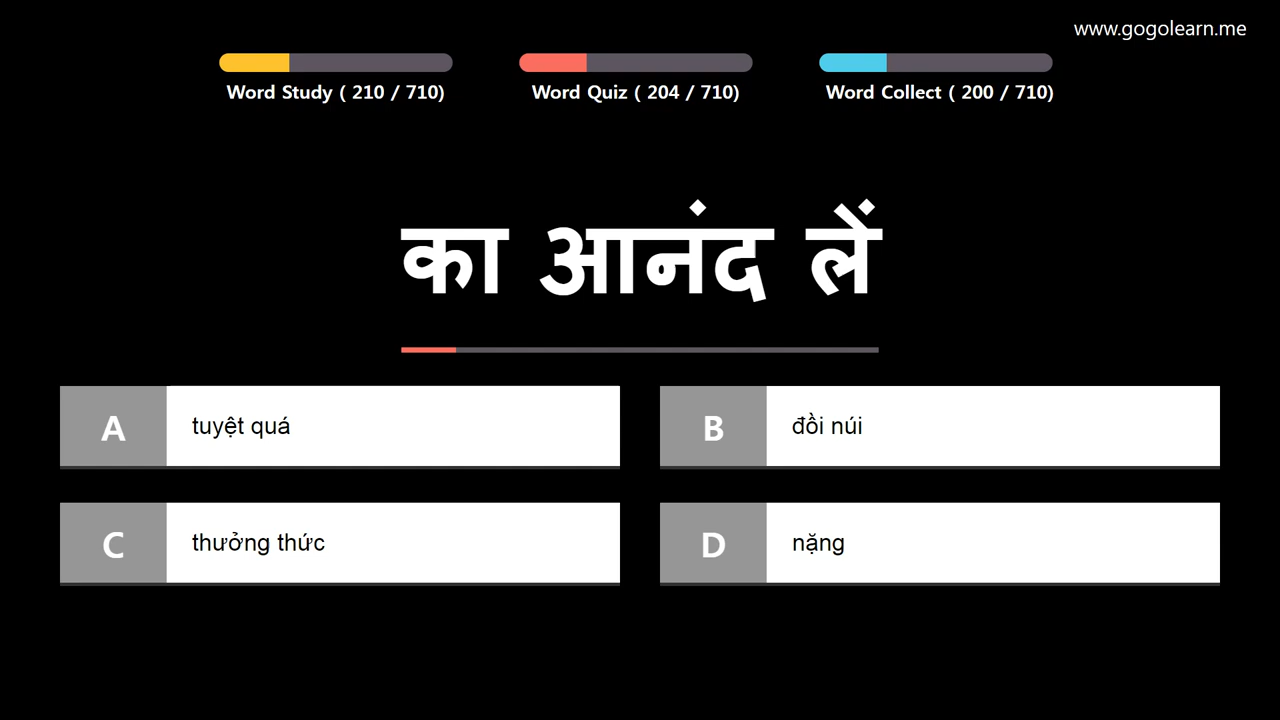 www.gogolearn.me
Word Study ( 210 / 710)
Word Quiz ( 204 / 710)
Word Collect ( 200 / 710)
का आनंद लें
A tuyệt quá
B đồi núi
C thưởng thức
D nặng